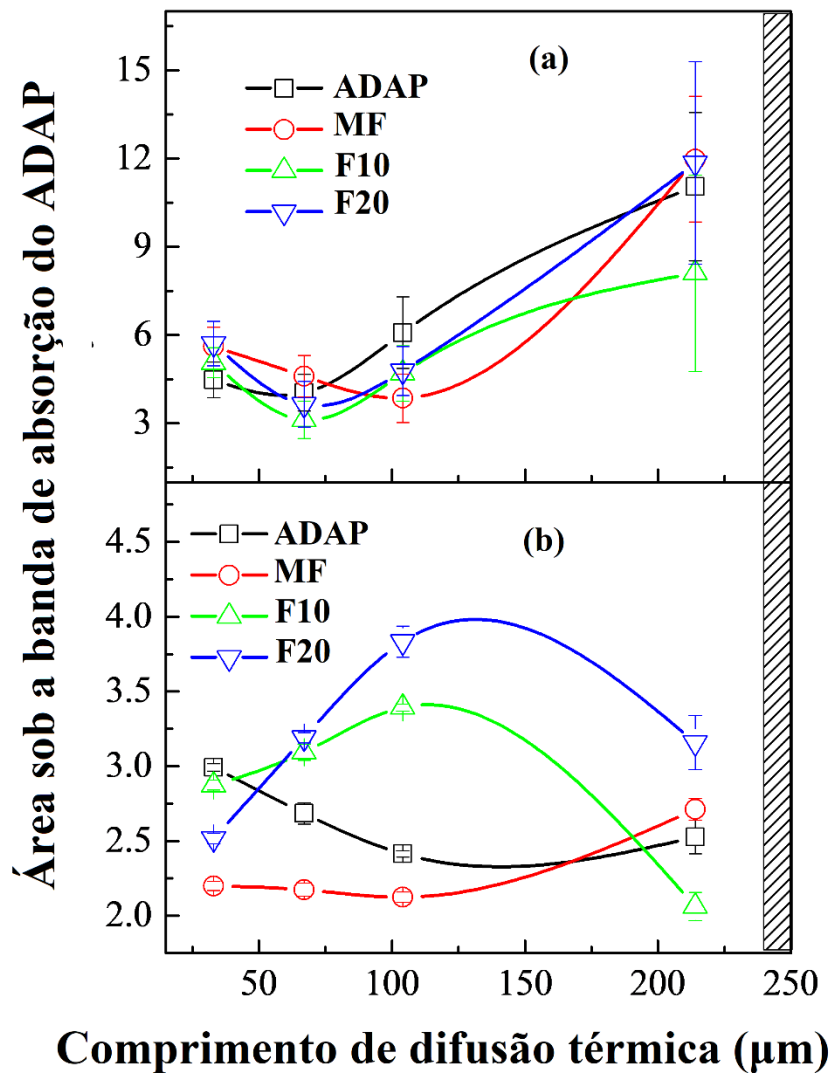 Área sob a banda de absorção do ADAP
15
12
9
6
3
(a)
ADAP
MF
F10
F20
4.5
4.0
3.5
3.0
2.5
2.0
(b)
ADAP
MF
F10
F20
50
100
150
200
250
Comprimento de difusão térmica (μm)